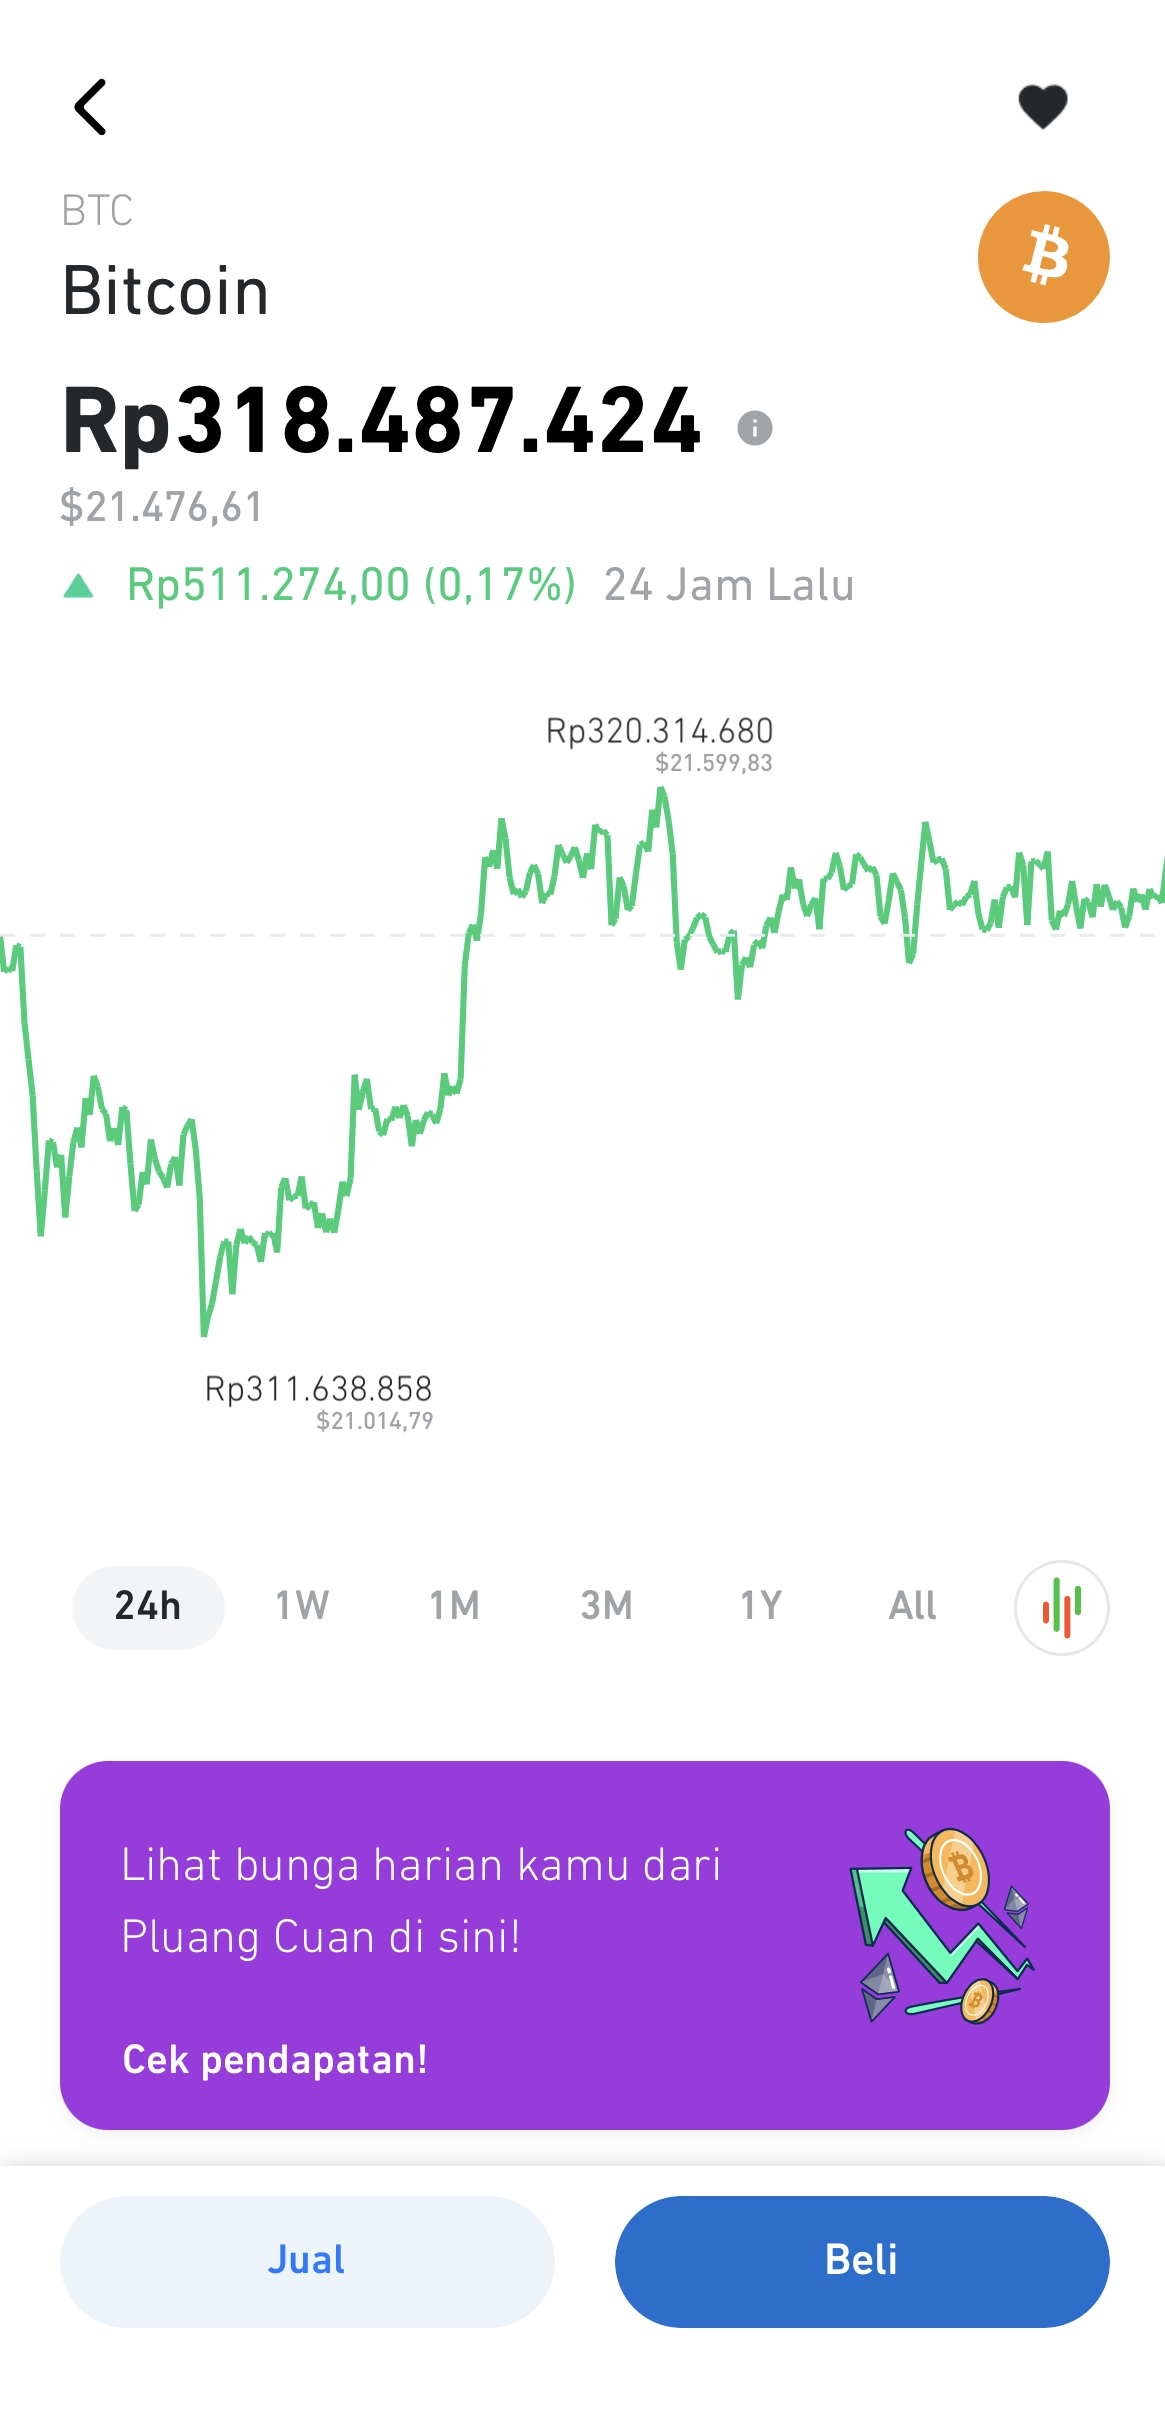 BTC
Bitcoin
Rp318.487.424
$21.476,61
Rp511.274,00 (0,17%) 24 Jam Lalu
Rp320.314.680
$21.599,83
Rp311.638.858
$21.014,79
24h 1W 1M 3M 1Y All
Lihat bunga harian kamu dari
Pluang Cuan di sini!
Cek pendapatan!
Jual Beli